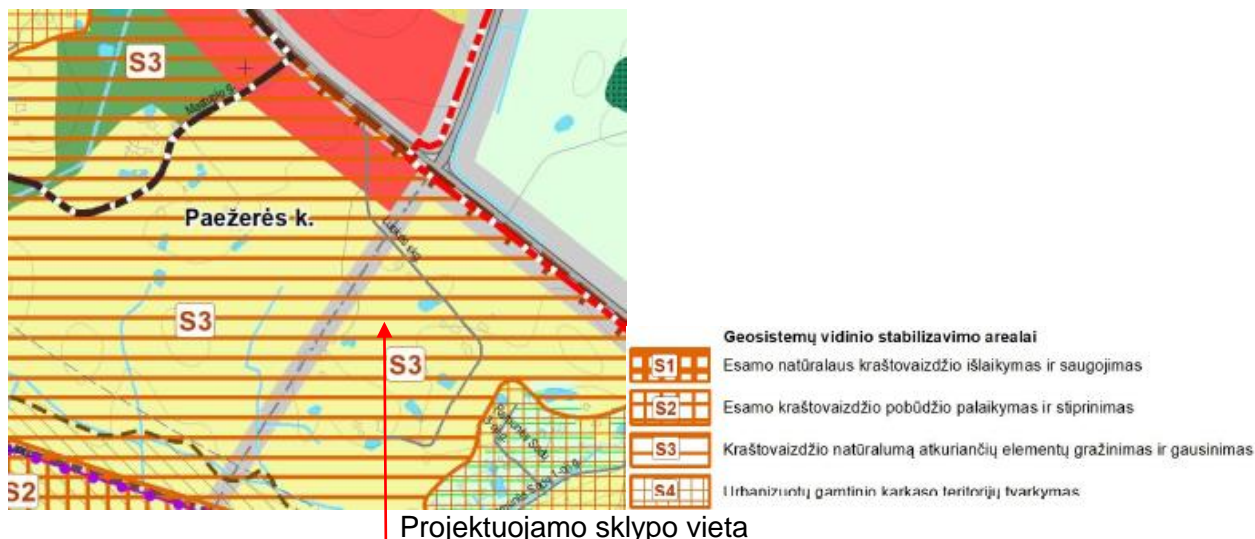 S3
Paežerės k.
S3
S3
S2
Geosistemų vidinio stabilizavimo arealai
S1 Esamo natūralaus kraštovaizdžio išlaikymas ir saugojimas
S2 Esamo kraštovaizdžio pobūdžio palaikymas ir stiprinimas
S3 Kraštovaizdžio natūralumą atkuriančių elementų gražinimas ir gausinimas
S4 Urbanizuotų gamtinio karkaso teritorijų tvarkymas
Projektuojamo sklypo vieta